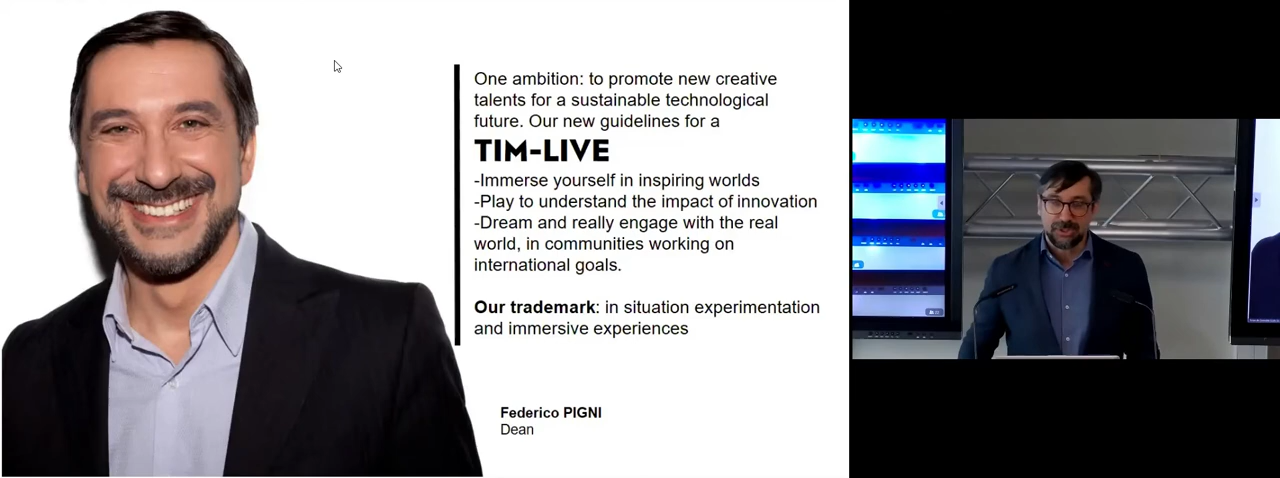 One ambition: to promote new creative
talents for a sustainable technological
future. Our new guidelines for a
TIM-LIVE
-Immerse yourself in inspiring worlds
-Play to understand the impact of innovation
-Dream and really engage with the real
world, in communities working on
international goals.
Our trademark: in situation experimentation
and immersive experiences
Federico PIGNI
Dean